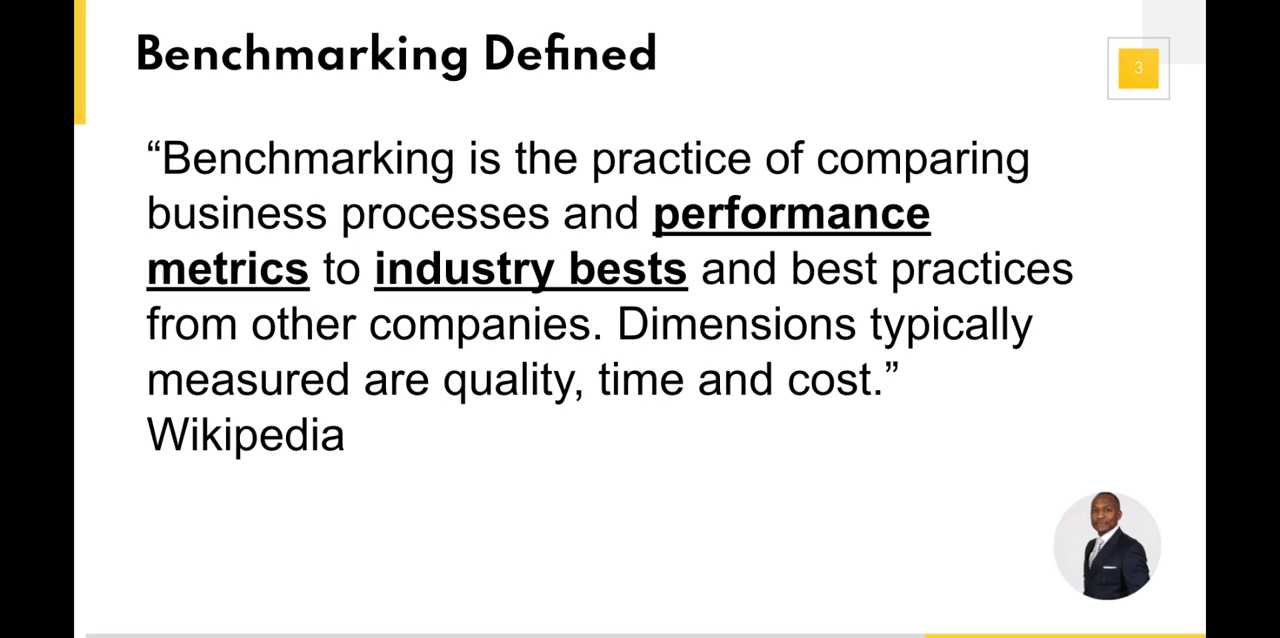 Benchmarking Defined
3
“Benchmarking is the practice of comparing
business processes and performance
metrics to industry bests and best practices
from other companies. Dimensions typically
measured are quality, time and cost.”
Wikipedia